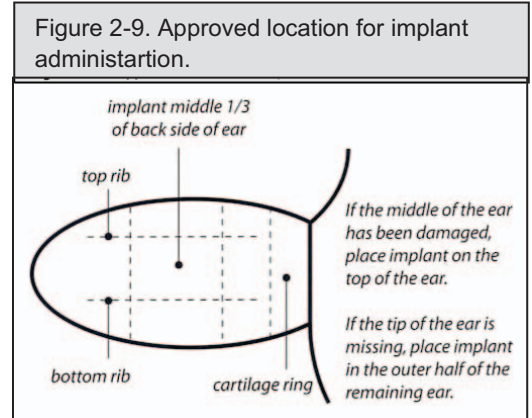 Figure 2-9. Approved location for implant
administartion.
implant middle 1/3
of back side of ear
top rib
If the middle of the ear
has been damaged,
place implant on the
top of the ear.
If the tip of the ear is
missing, place implant
in the outer half of the
remaining ear.
bottom rib
cartilage ring